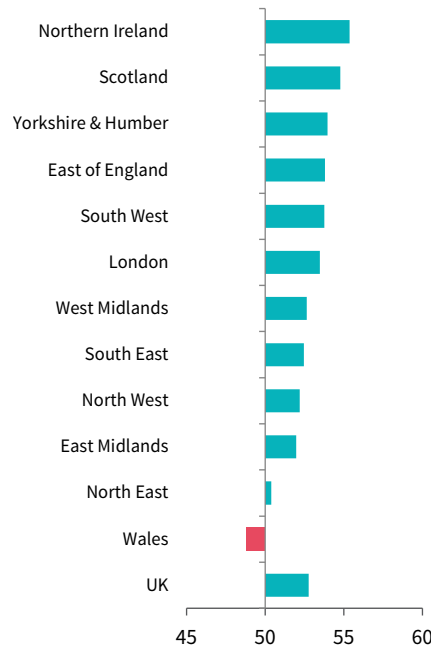 Northern Ireland
Scotland
Yorkshire & Humber
East of England
South West
London
West Midlands
South East
North West
East Midlands
North East
Wales
UK
45 50 55 60